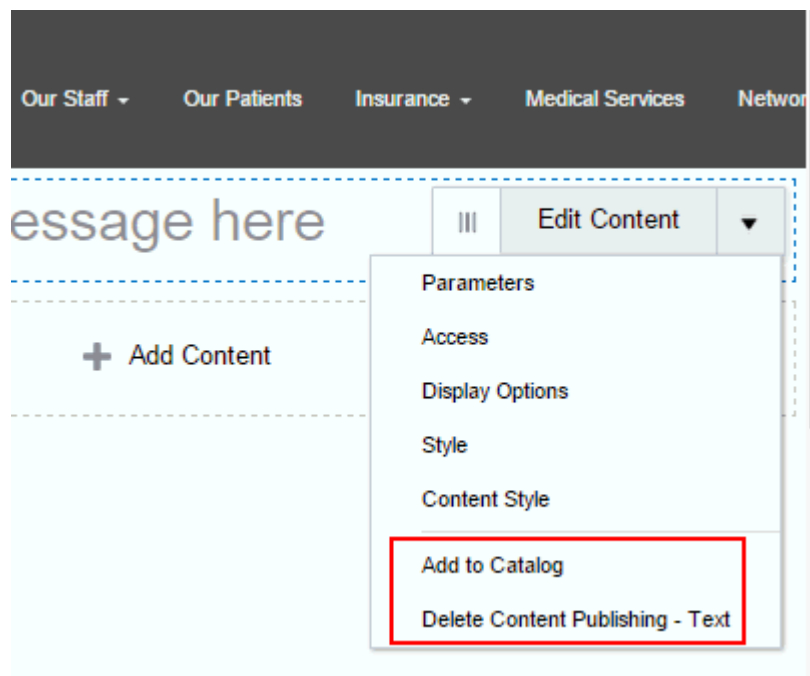 Our Staff Our Patients Insurance Medical Services Networ
essage here Edit Content
Parameters
Access
Add Content
Display Options
Style
Content Style
Add to Catalog
Delete Content Publishing - Text